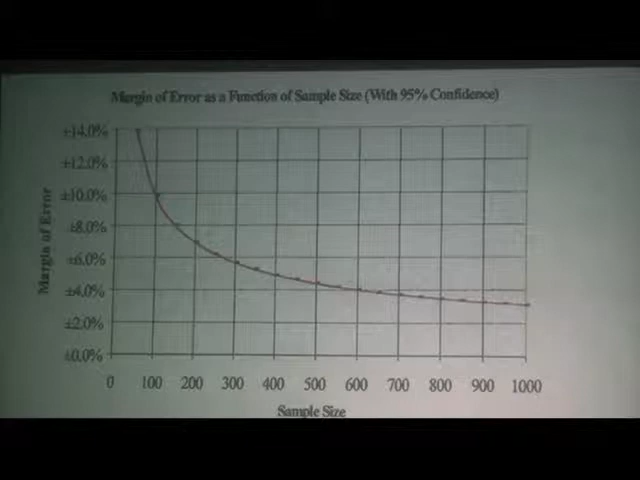 Margin of Error as a Function of Sample Size (With 95% Confidence)
±14.0%
±12.0%
±10.0%
±8.0%
±6.0%
±4.0%
±2.0%
±0.0%
Margin of Error
0 100 200 300 400 500 600 700 800 900 1000
Sample Size